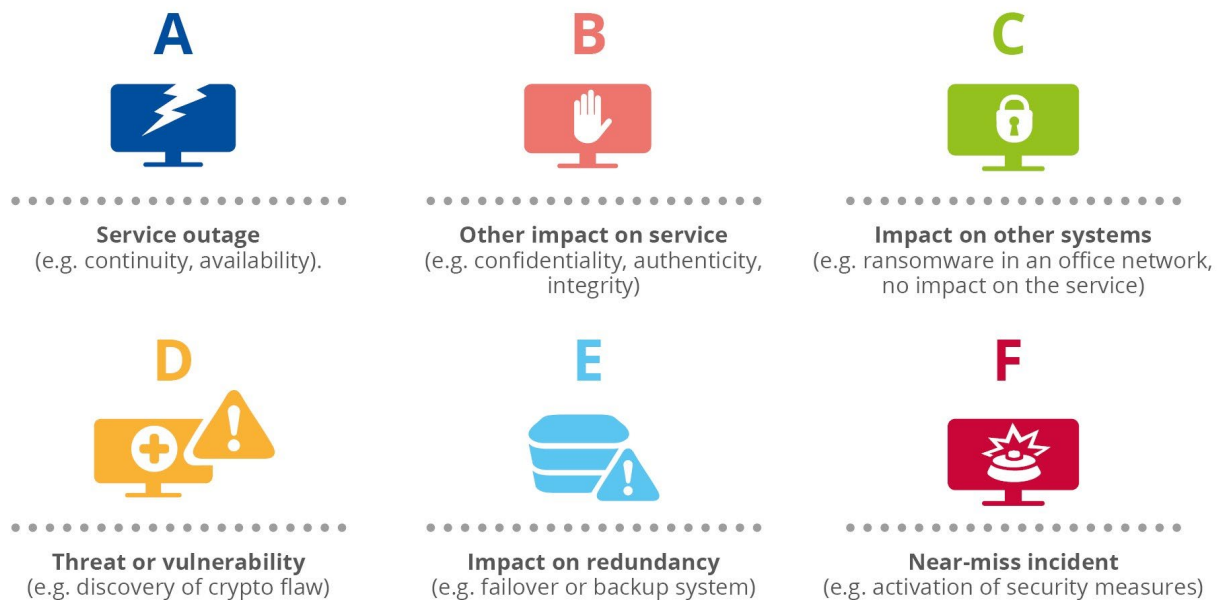 A
B
C
Service outage
(e.g. continuity, availability).
Other impact on service
(e.g. confidentiality, authenticity,
integrity)
Impact on other systems
(e.g. ransomware in an office network,
no impact on the service)
D
E
F
Threat or vulnerability
(e.g. discovery of crypto flaw)
Impact on redundancy
(e.g. failover or backup system)
Near-miss incident
(e.g. activation of security measures)